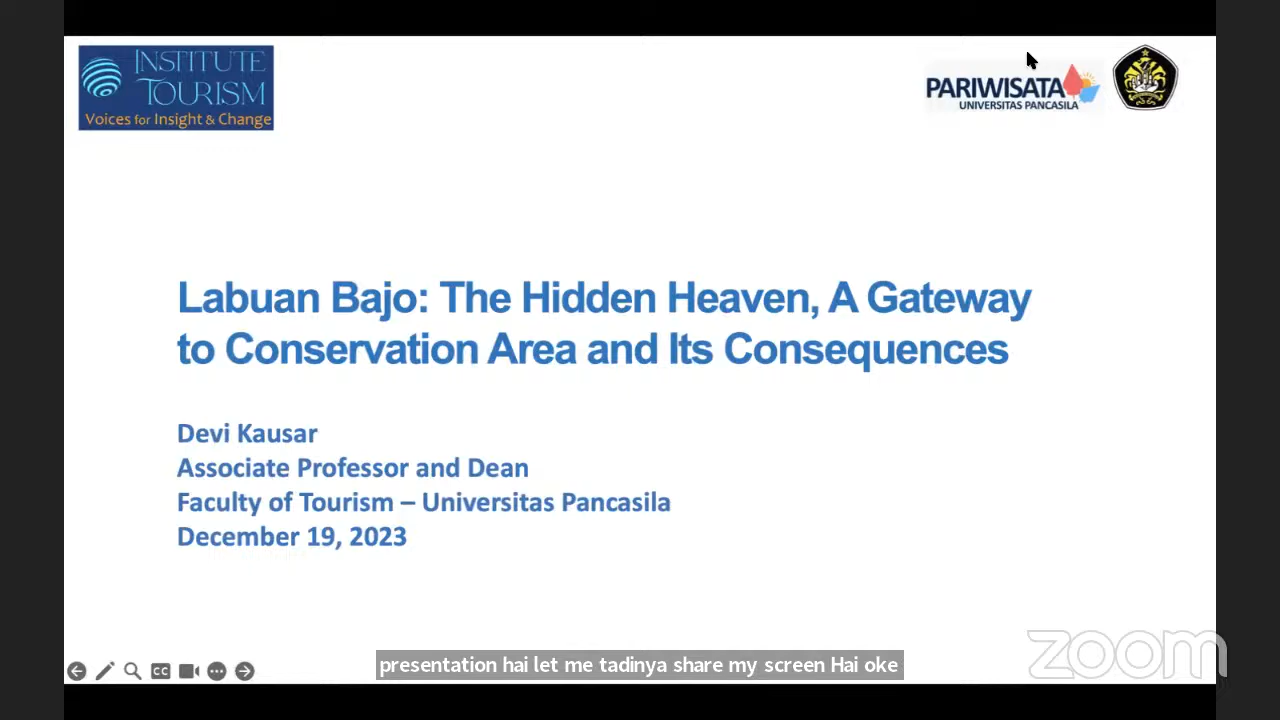 INSTITUTE
TOURISM
Voices for Insight & Change
PARIWISATA
UNIVERSITAS PANCASILA
Labuan Bajo: The Hidden Heaven, A Gateway
to Conservation Area and Its Consequences
Devi Kausar
Associate Professor and Dean
Faculty of Tourism – Universitas Pancasila
December 19, 2023
CC
presentation hai let me tadinya share my screen Hai oke
zoom